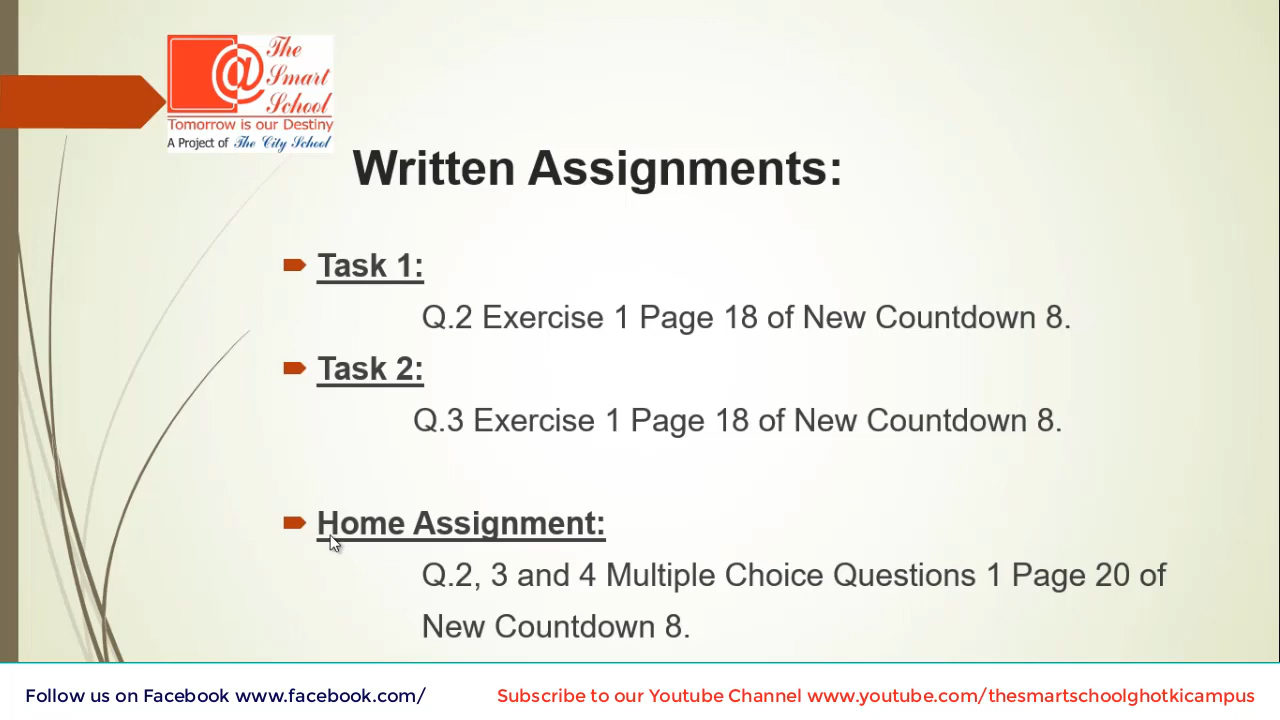 The
Smart
School
Tomorrow is our Destiny
A Project of The City School
Written Assignments:
Task 1:
Q.2 Exercise 1 Page 18 of New Countdown 8.
Task 2:
Q.3 Exercise 1 Page 18 of New Countdown 8.
Home Assignment:
Q.2, 3 and 4 Multiple Choice Questions 1 Page 20 of
New Countdown 8.
Follow us on Facebook www.facebook.com/ Subscribe to our Youtube Channel www.youtube.com/thesmartschoolghotkicampus